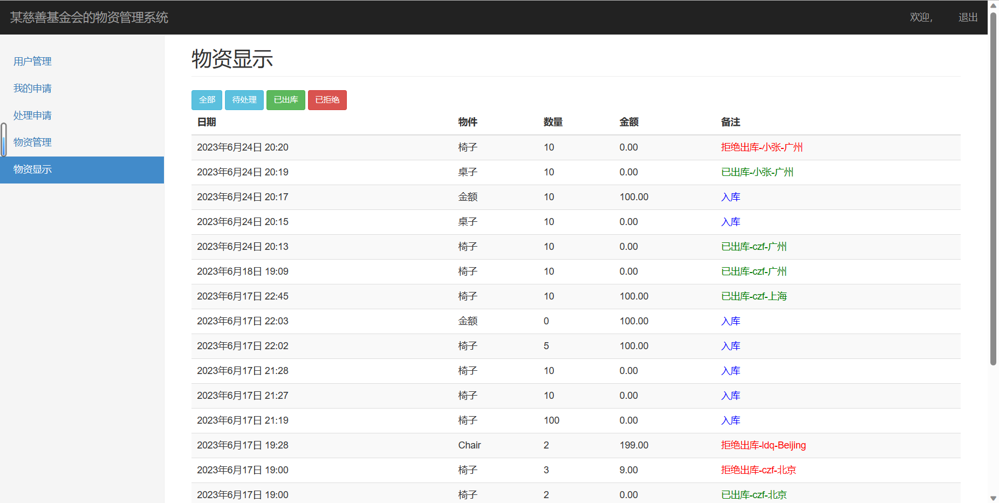 某慈善基金会的物资管理系统 欢迎, 退出
用户管理
我的申请
处理申请
物资管理
物资显示
物资显示
全部 待处理 已出库 已拒绝
日期 物件 数量 金额 备注
2023年6月24日 20:20 椅子 10 0.00 拒绝出库-小张-广州
2023年6月24日 20:19 桌子 10 0.00 已出库-小张-广州
2023年6月24日 20:17 金额 10 100.00 入库
2023年6月24日 20:15 桌子 10 0.00 入库
2023年6月24日 20:13 椅子 10 0.00 已出库-czf-广州
2023年6月18日 19:09 椅子 10 0.00 已出库-czf-广州
2023年6月17日 22:45 椅子 10 100.00 已出库-czf-上海
2023年6月17日 22:03 金额 0 100.00 入库
2023年6月17日 22:02 椅子 5 100.00 入库
2023年6月17日 21:28 椅子 10 0.00 入库
2023年6月17日 21:27 椅子 10 0.00 入库
2023年6月17日 21:19 椅子 100 0.00 入库
2023年6月17日 19:28 Chair 2 199.00 拒绝出库-ldq-Beijing
2023年6月17日 19:00 椅子 3 9.00 拒绝出库-czf-北京
2023年6月17日 19:00 椅子 2 0.00 已出库-czf-北京